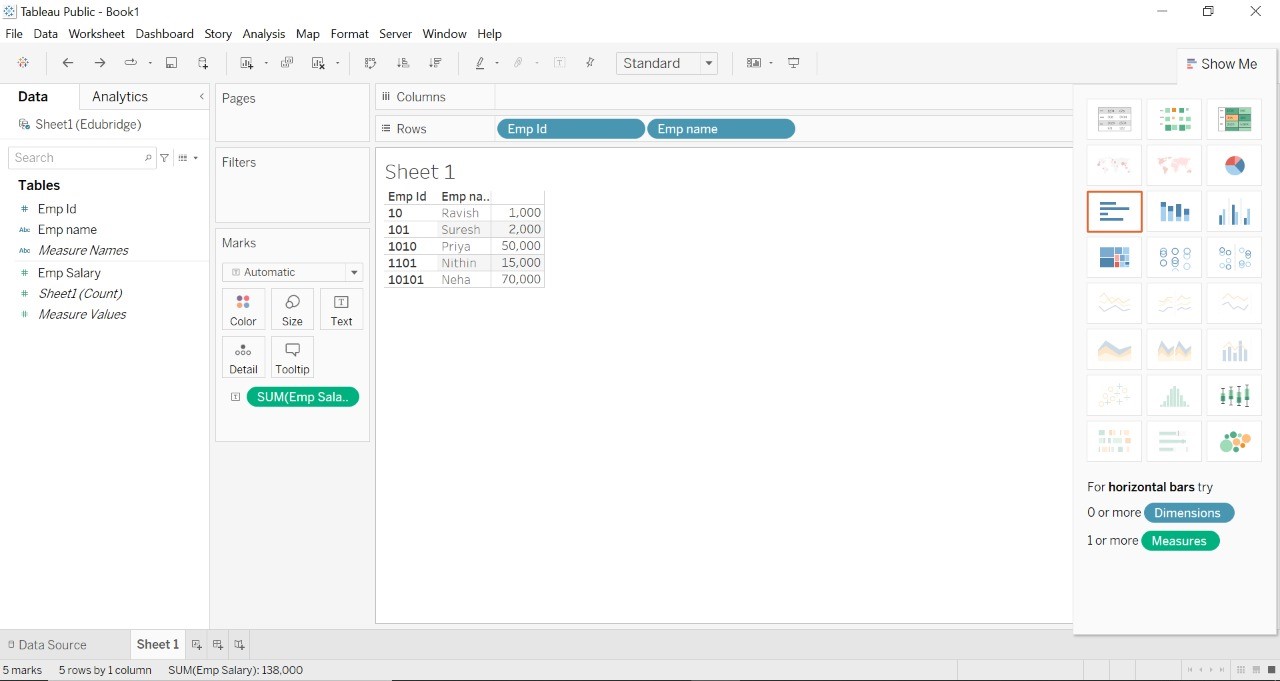 Tableau Public - Book1
File Data Worksheet Dashboard Story Analysis Map Format Server Window Help
Standard
Show Me
Data Analytics
Sheet1 (Edubridge)
Search
Tables
Emp Id
Abc Emp name
Abc Measure Names
Emp Salary
Sheet1 (Count)
Measure Values
Pages
Filters
Marks
Automatic
Color Size Text
Detail Tooltip
SUM(Emp Sala..
Columns
Rows Emp Id Emp name
Sheet 1
Emp Id Emp na..
10 Ravish 1,000
101 Suresh 2,000
1010 Priya 50,000
1101 Nithin 15,000
10101 Neha 70,000
For horizontal bars try
0 or more Dimensions
1 or more Measures
Data Source Sheet 1
5 marks 5 rows by 1 column SUM(Emp Salary): 138,000